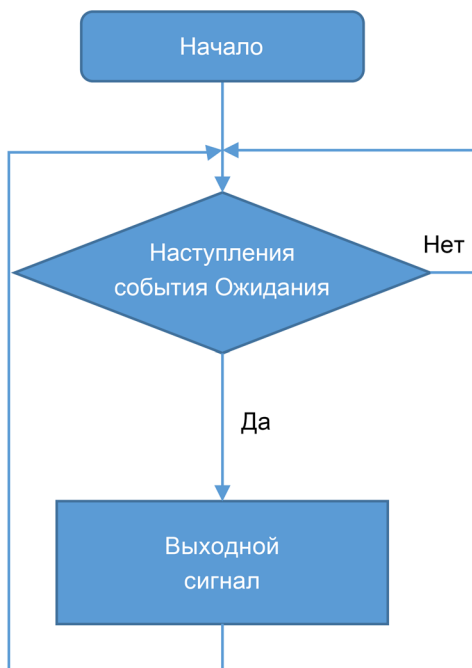 Начало
Наступления
события Ожидания
Нет
Да
Выходной
сигнал